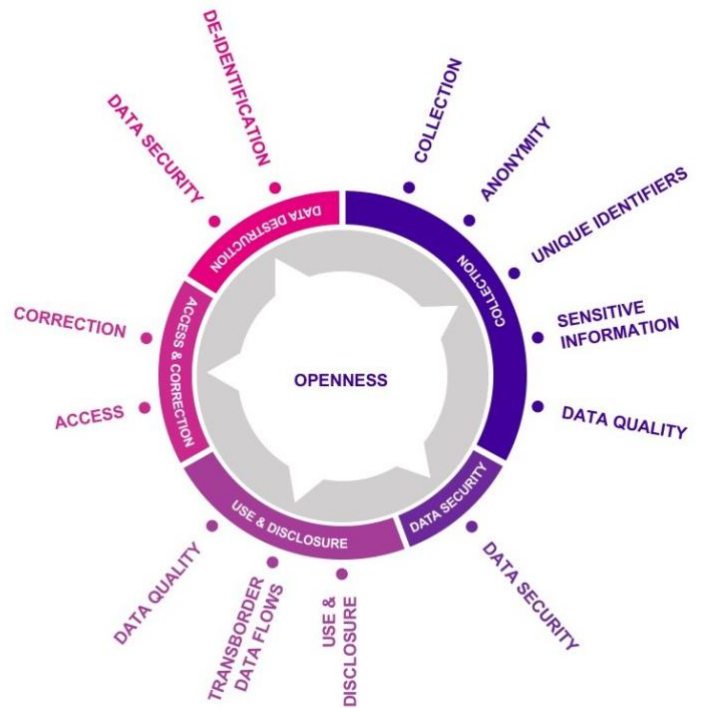 COLLECTION
ANONYMITY
UNIQUE IDENTIFIERS
SENSITIVE
INFORMATION
DATA QUALITY
DATA SECURITY
USE &
DISCLOSURE
TRANSBORDER
DATA FLOWS
DATA QUALITY
ACCESS
CORRECTION
DATA SECURITY
DE-IDENTIFICATION
COLLECTION
DATA SECURITY
USE & DISCLOSURE
ACCESS & CORRECTION
DATA DESTRUCTION
OPENNESS